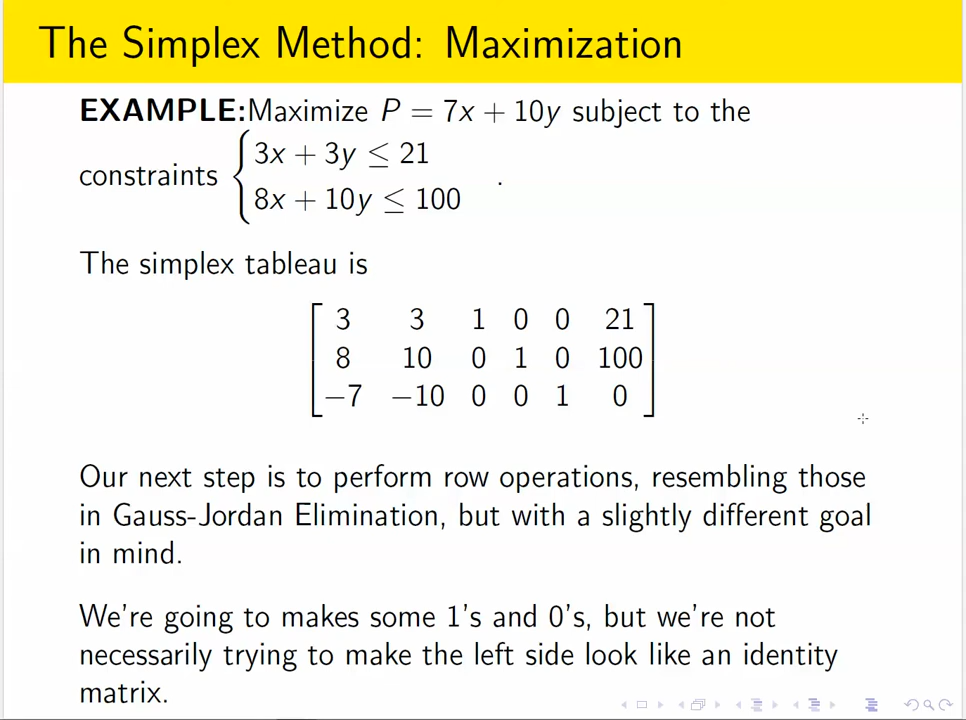 The Simplex Method: Maximization
EXAMPLE:Maximize P = 7x + 10y subject to the
constraints { 3x + 3y ≤ 21
8x + 10y ≤ 100 .
The simplex tableau is
3 3 1 0 0 21
8 10 0 1 0 100
−7 −10 0 0 1 0
Our next step is to perform row operations, resembling those
in Gauss-Jordan Elimination, but with a slightly different goal
in mind.
We're going to makes some 1's and 0's, but we're not
necessarily trying to make the left side look like an identity
matrix.